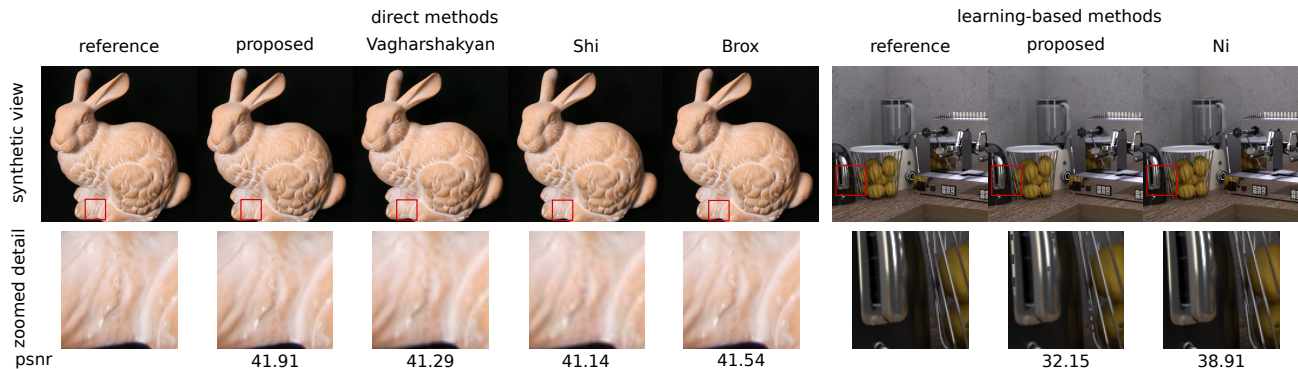 direct methods
learning-based methods
reference proposed Vagharshakyan Shi Brox reference proposed Ni
synthetic view
zoomed detail
psnr 41.91 41.29 41.14 41.54 32.15 38.91